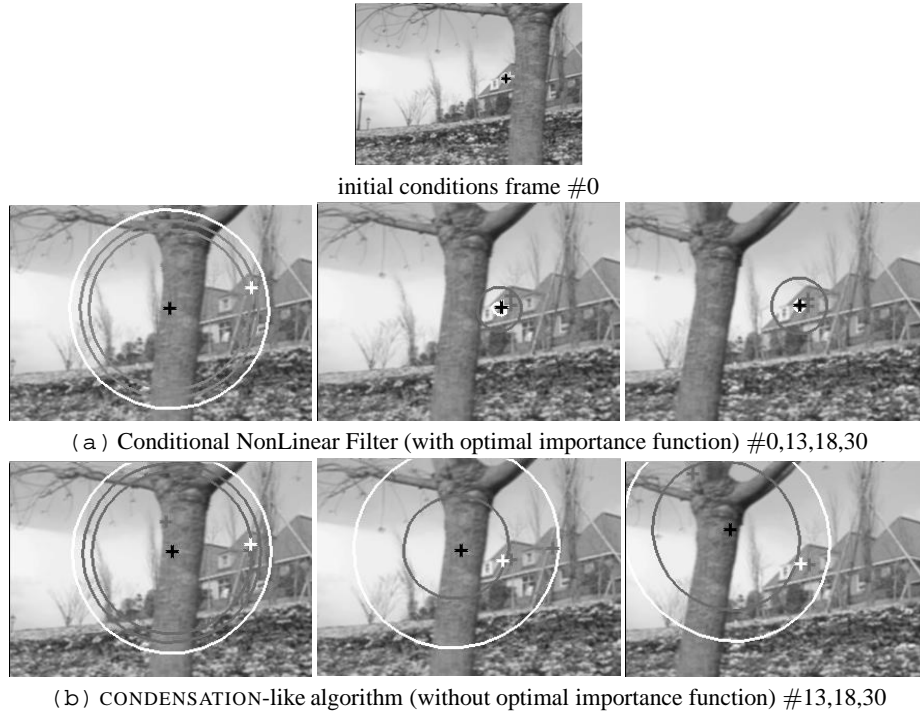 initial conditions frame #0
(a) Conditional NonLinear Filter (with optimal importance function) #0,13,18,30
(b) CONDENSATION-like algorithm (without optimal importance function) #13,18,30